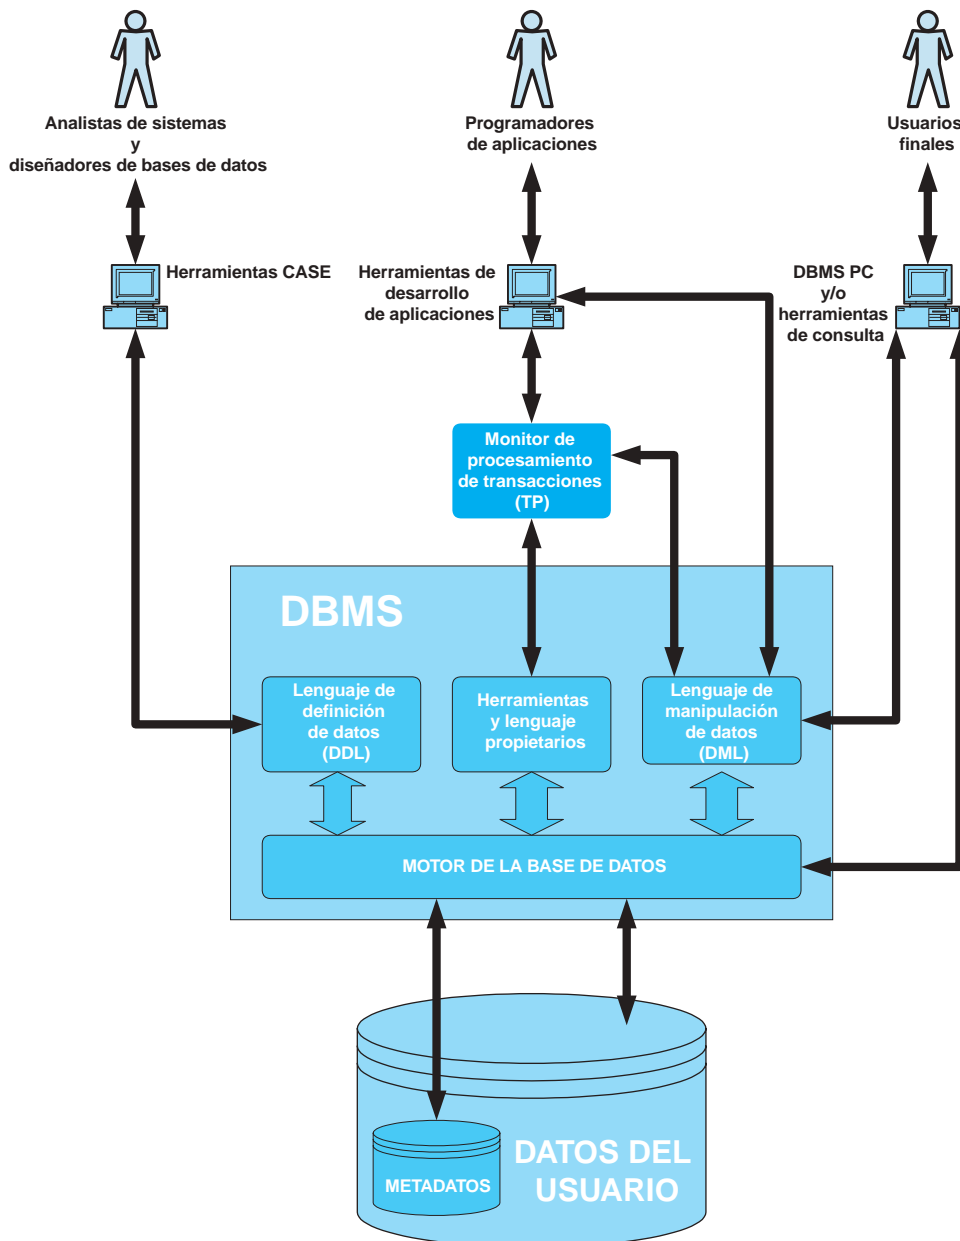 Analistas de sistemas
y
diseñadores de bases de datos
Programadores
de aplicaciones
Usuarios
finales
Herramientas CASE
Herramientas de
desarrollo
de aplicaciones
DBMS PC
y/o
herramientas
de consulta
Monitor de
procesamiento
de transacciones
(TP)
DBMS
Lenguaje de
definición
de datos
(DDL)
Herramientas
y lenguaje
propietarios
Lenguaje de
manipulación
de datos
(DML)
MOTOR DE LA BASE DE DATOS
DATOS DEL
USUARIO
METADATOS